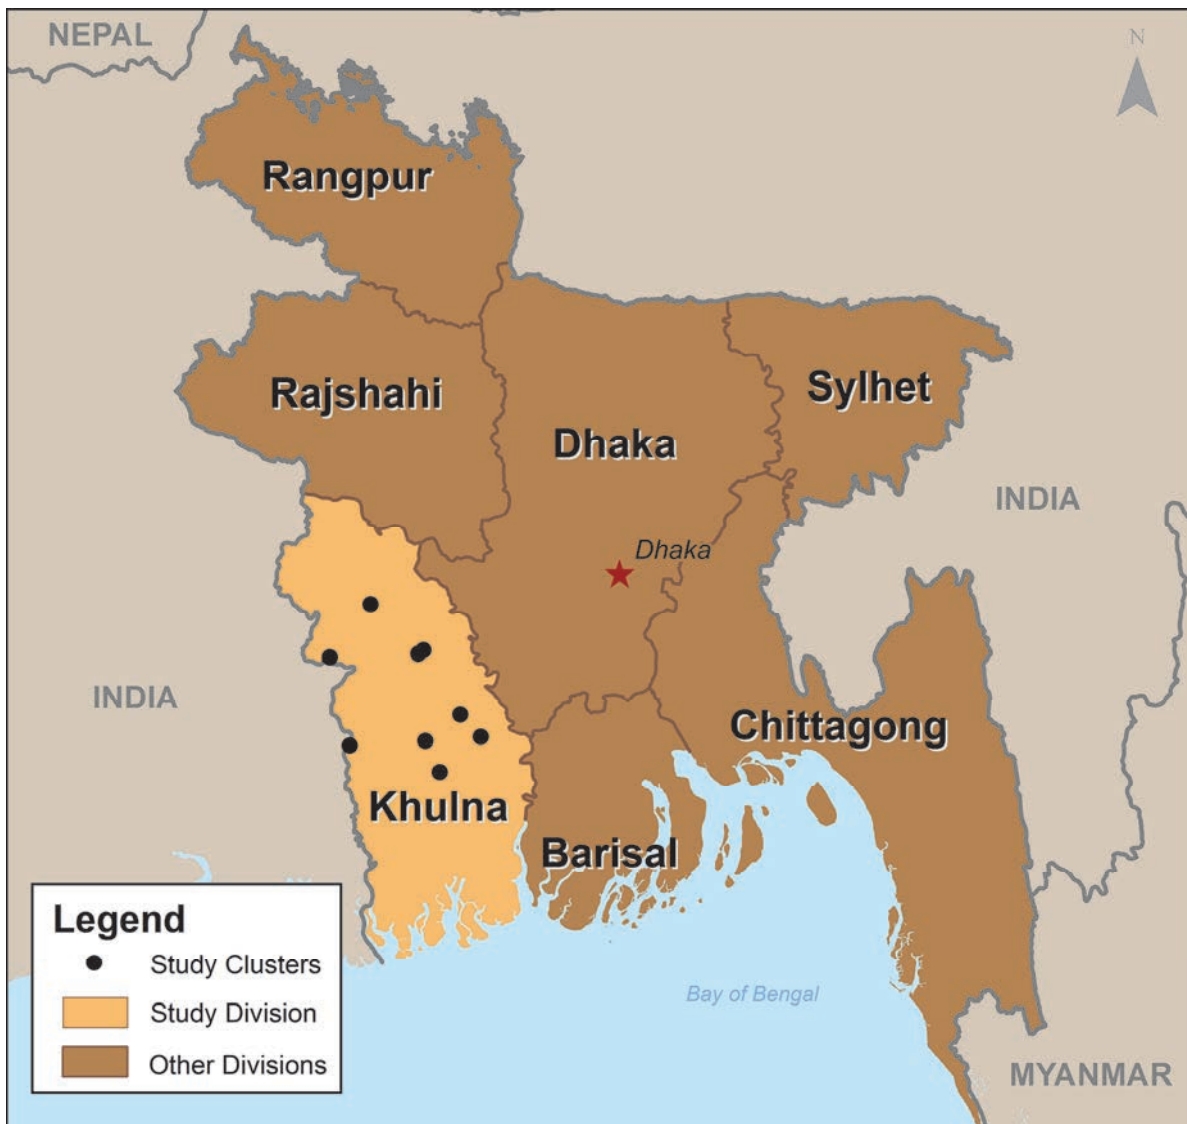 NEPAL
N
Rangpur
Rajshahi
Sylhet
Dhaka
INDIA
Dhaka
INDIA
Chittagong
Khulna
Barisal
Legend
Study Clusters
Study Division
Other Divisions
Bay of Bengal
MYANMAR